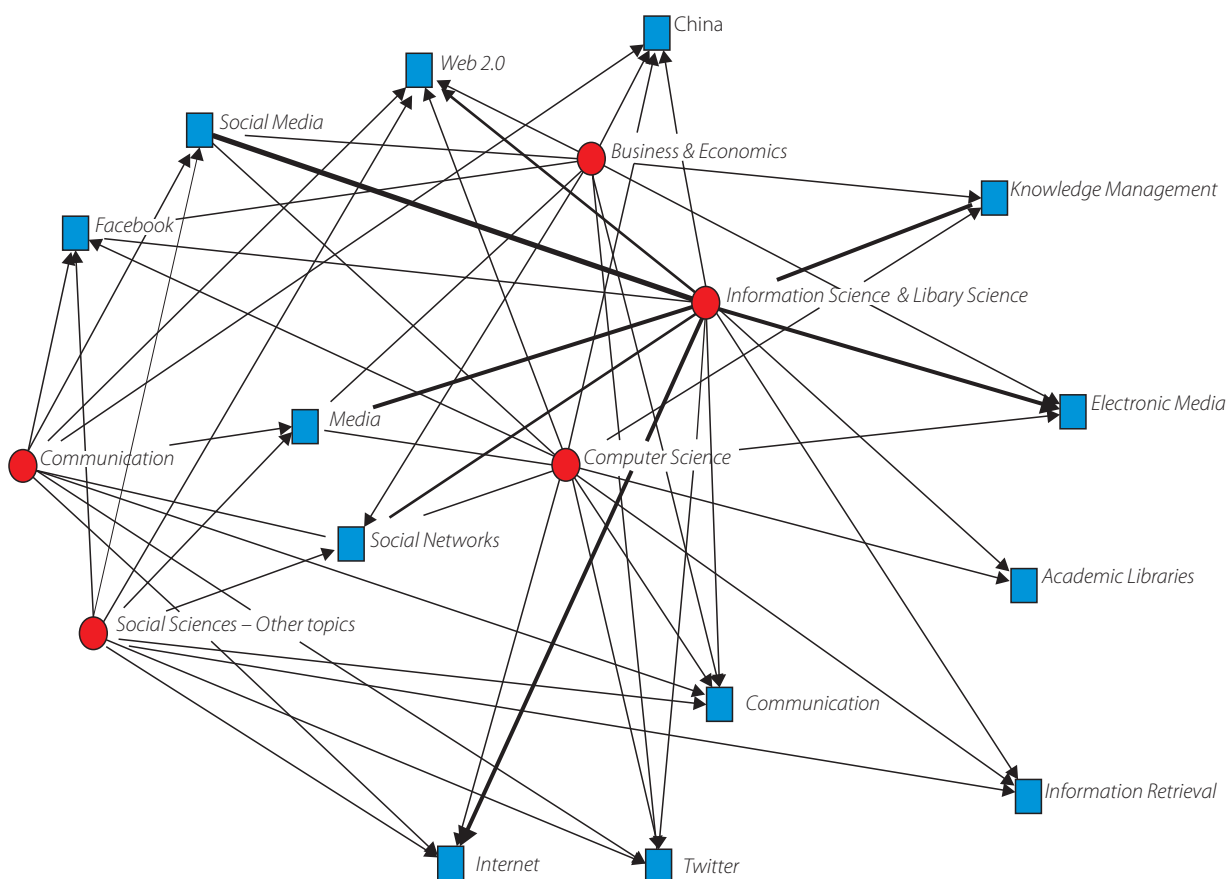 China
Web 2.0
Social Media
Business & Economics
Knowledge Management
Facebook
Information Science & Libary Science
Electronic Media
Media
Communication
Computer Science
Social Networks
Academic Libraries
Social Sciences – Other topics
Communication
Information Retrieval
Internet
Twitter